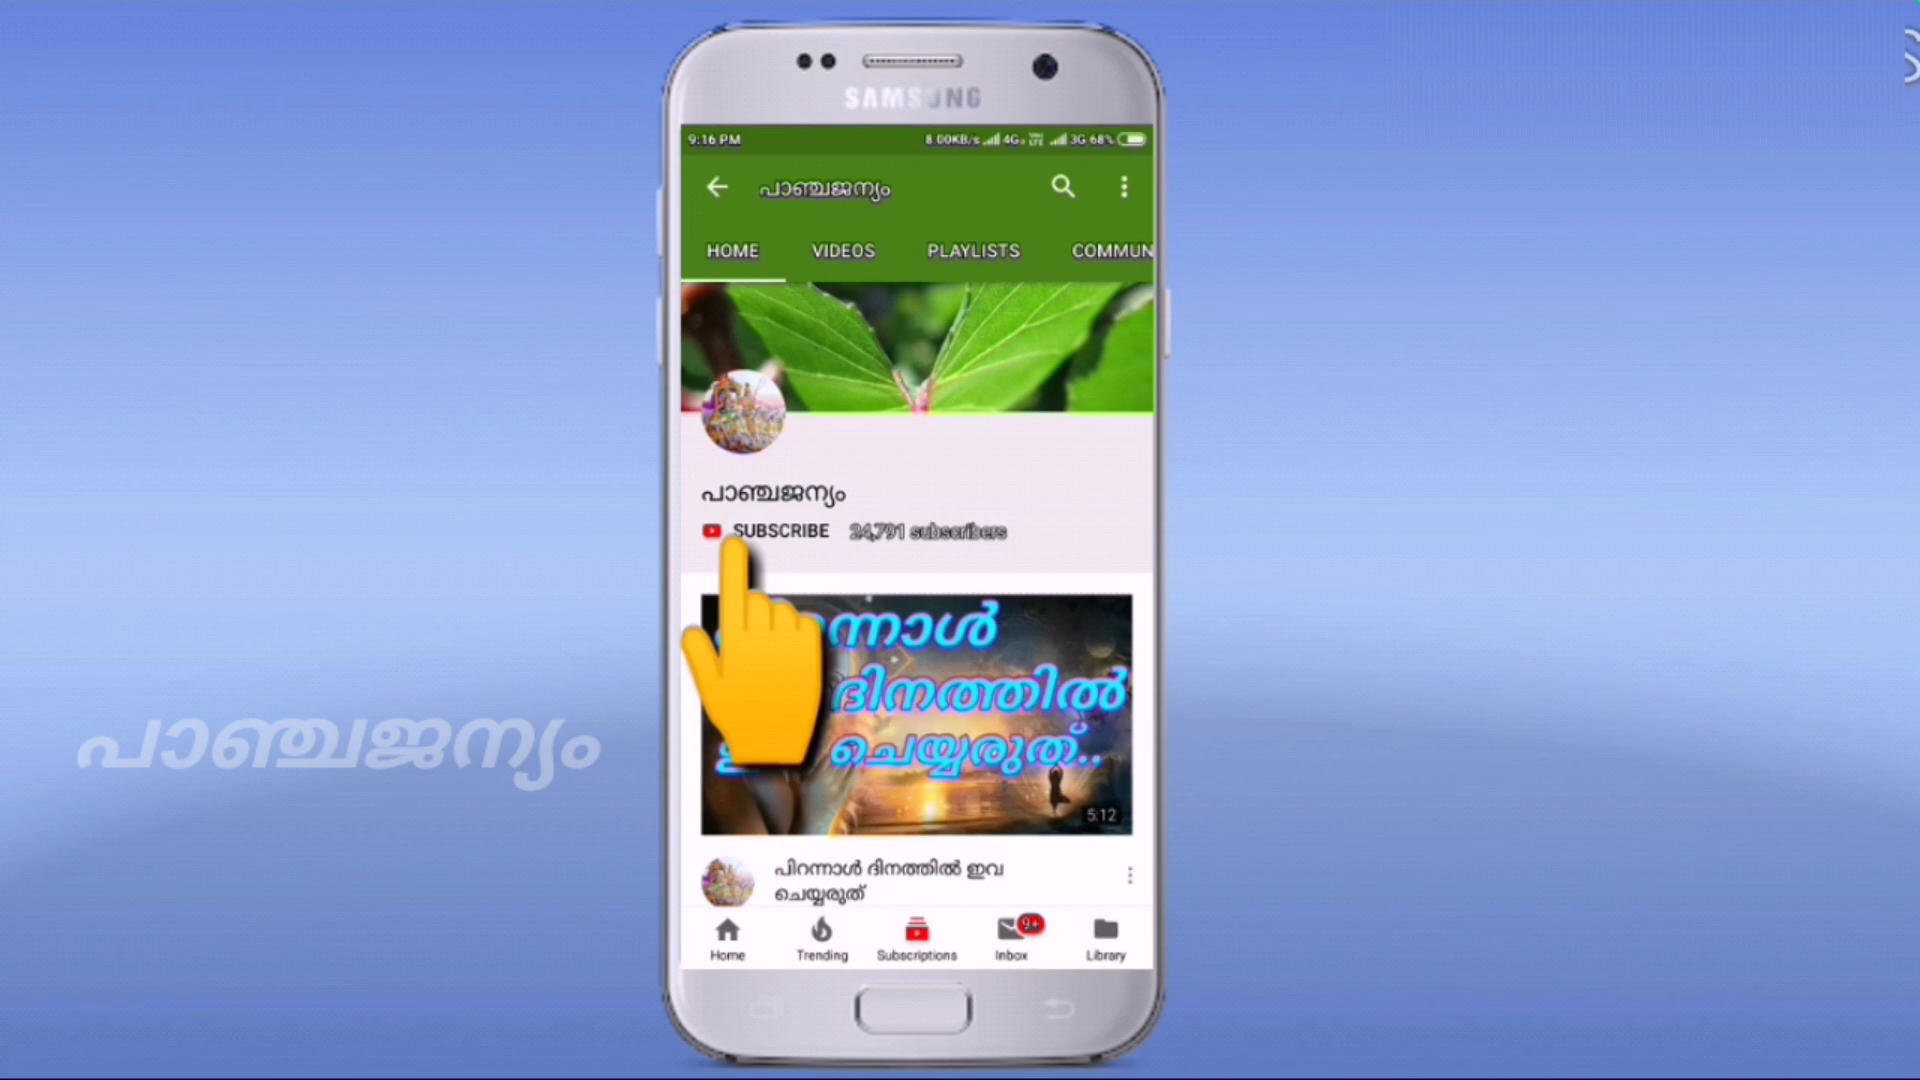 SAMSUNG
9:16 PM 8.00KB/s 4G+ VoLTE 3G 68%
പാഞ്ചജന്യം
HOME VIDEOS PLAYLISTS COMMUN
പാഞ്ചജന്യം
SUBSCRIBE 24,791 subscribers
ന്നാൾ
ദിനത്തിൽ
ചെയ്യരുത്..
5:12
പിറന്നാൾ ദിനത്തിൽ ഇവ
ചെയ്യരുത്
Home Trending Subscriptions Inbox 9+ Library
പാഞ്ചജന്യം